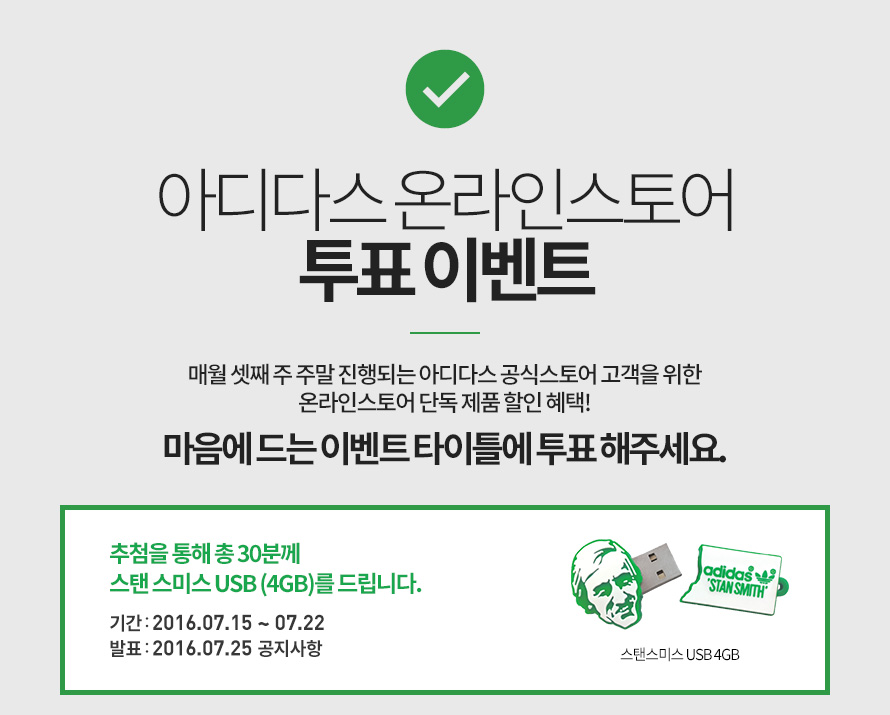 아디다스 온라인스토어
투표 이벤트
매월 셋째 주 주말 진행되는 아디다스 공식스토어 고객을 위한
온라인스토어 단독 제품 할인 혜택!
마음에 드는 이벤트 타이틀에 투표 해주세요.
추첨을 통해 총 30분께
스탠 스미스 USB (4GB)를 드립니다.
기간 : 2016.07.15 ~ 07.22
발표 : 2016.07.25 공지사항
adidas
'STAN SMITH'
스탠스미스 USB 4GB